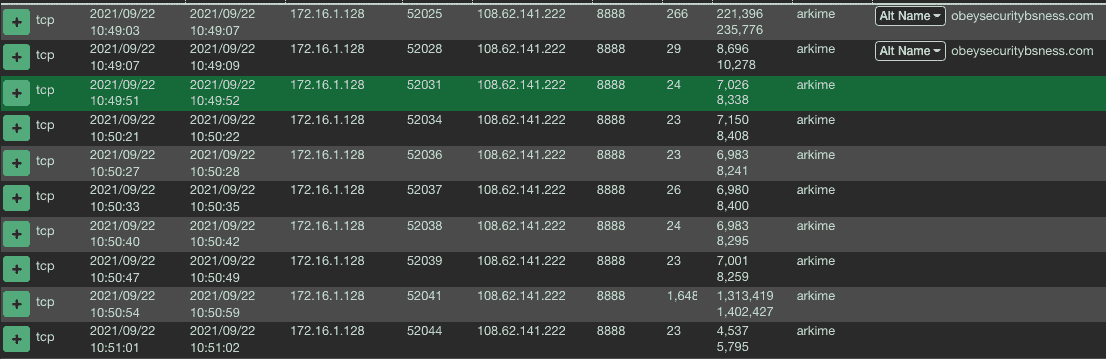 + tcp 2021/09/22 2021/09/22 172.16.1.128 52025 108.62.141.222 8888 266 221,396 arkime Alt Name obeysecuritybsness.com
10:49:03 10:49:07 235,776
+ tcp 2021/09/22 2021/09/22 172.16.1.128 52028 108.62.141.222 8888 29 8,696 arkime Alt Name obeysecuritybsness.com
10:49:07 10:49:09 10,278
+ tcp 2021/09/22 2021/09/22 172.16.1.128 52031 108.62.141.222 8888 24 7,026 arkime
10:49:51 10:49:52 8,338
+ tcp 2021/09/22 2021/09/22 172.16.1.128 52034 108.62.141.222 8888 23 7,150 arkime
10:50:21 10:50:22 8,408
+ tcp 2021/09/22 2021/09/22 172.16.1.128 52036 108.62.141.222 8888 23 6,983 arkime
10:50:27 10:50:28 8,241
+ tcp 2021/09/22 2021/09/22 172.16.1.128 52037 108.62.141.222 8888 26 6,980 arkime
10:50:33 10:50:35 8,400
+ tcp 2021/09/22 2021/09/22 172.16.1.128 52038 108.62.141.222 8888 24 6,983 arkime
10:50:40 10:50:42 8,295
+ tcp 2021/09/22 2021/09/22 172.16.1.128 52039 108.62.141.222 8888 23 7,001 arkime
10:50:47 10:50:49 8,259
+ tcp 2021/09/22 2021/09/22 172.16.1.128 52041 108.62.141.222 8888 1,648 1,313,419 arkime
10:50:54 10:50:59 1,402,427
+ tcp 2021/09/22 2021/09/22 172.16.1.128 52044 108.62.141.222 8888 23 4,537 arkime
10:51:01 10:51:02 5,795